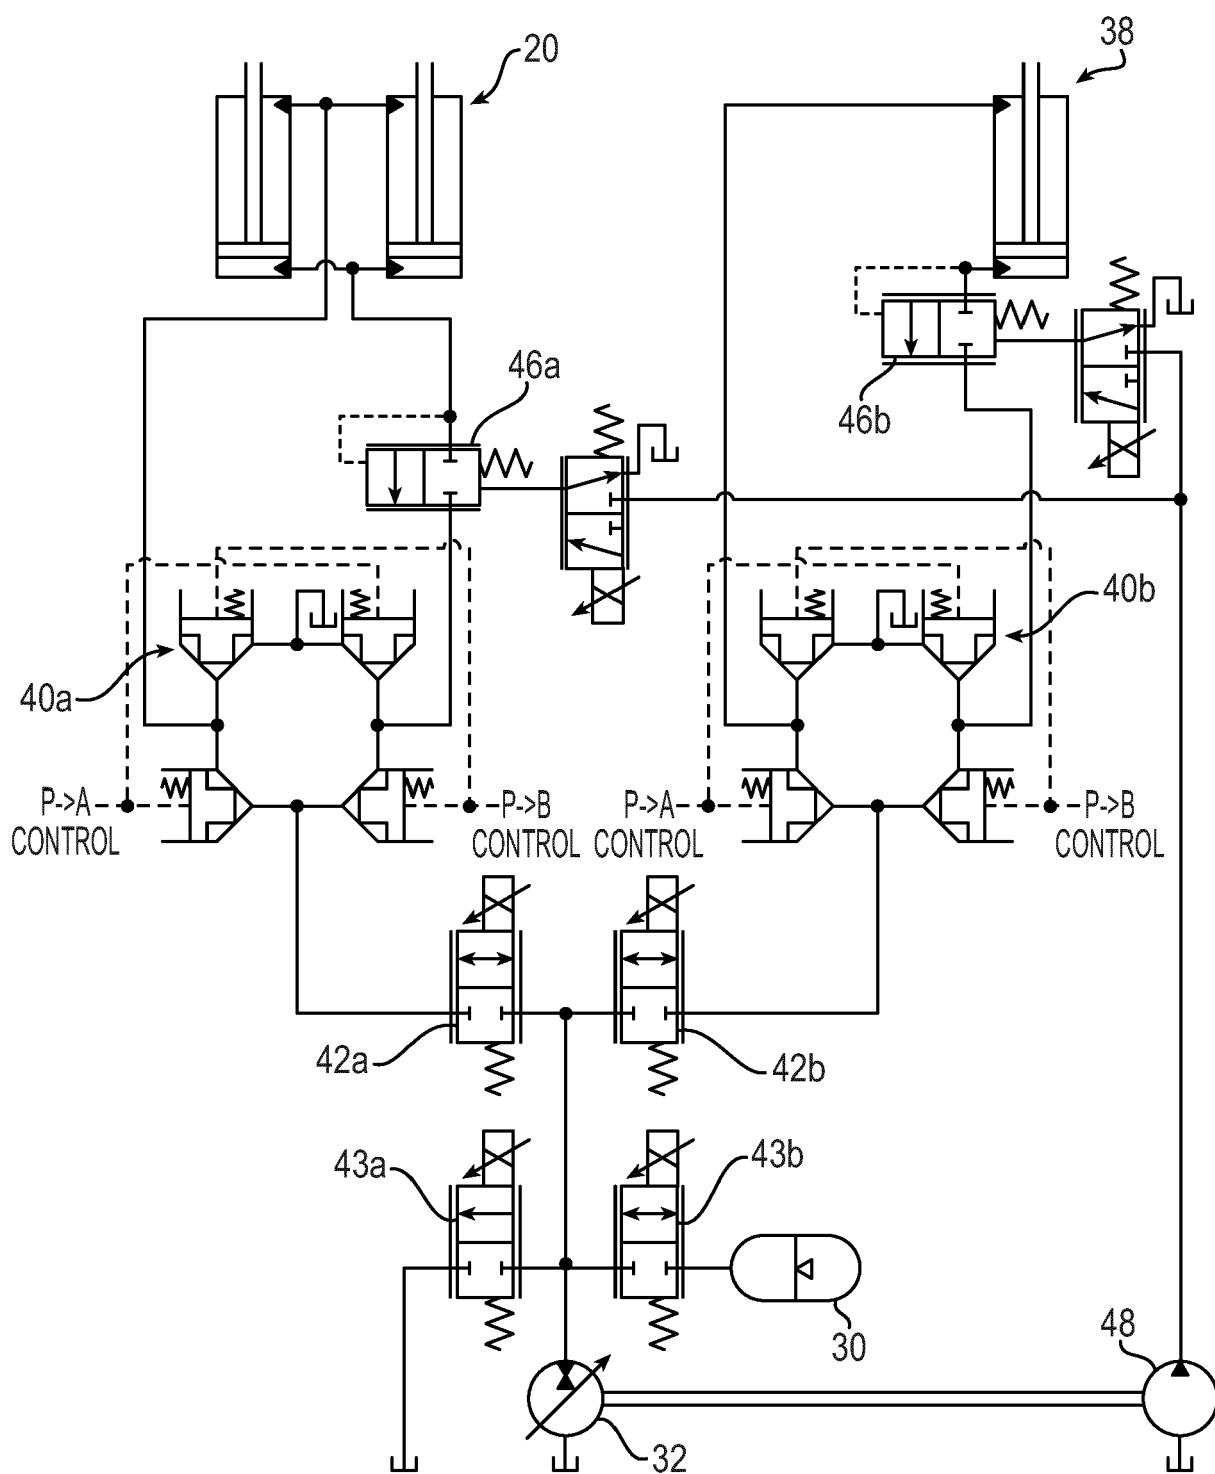 38
20
46a
46b
40b
40a
P->A CONTROL
P->B CONTROL
P->A CONTROL
P->B CONTROL
42a
42b
43a
43b
30
48
32